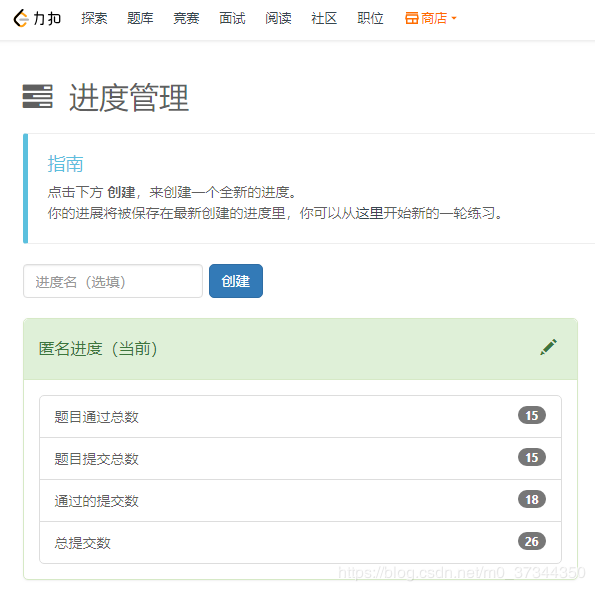 力扣 探索 题库 竞赛 面试 阅读 社区 职位 商店
进度管理
指南
点击下方 创建，来创建一个全新的进度。
你的进展将被保存在最新创建的进度里，你可以从这里开始新的一轮练习。
进度名（选填） 创建
匿名进度（当前）
题目通过总数 15
题目提交总数 15
通过的提交数 18
总提交数 26
https://blog.csdn.net/m0_37344350